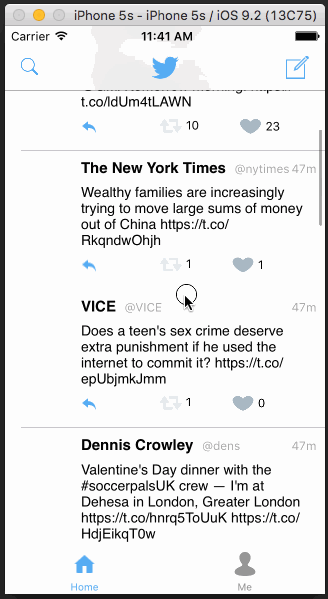 iPhone 5s - iPhone 5s / iOS 9.2 (13C75)
Carrier 11:41 AM
t.co/ldUm4tLAWN
10 23
The New York Times @nytimes 47m
Wealthy families are increasingly
trying to move large sums of money
out of China https://t.co/
RkqndwOhjh
1 1
VICE @VICE 47m
Does a teen's sex crime deserve
extra punishment if he used the
internet to commit it? https://t.co/
epUbjmkJmm
1 0
Dennis Crowley @dens 47m
Valentine's Day dinner with the
#soccerpalsUK crew — I'm at
Dehesa in London, Greater London
https://t.co/hnrq5ToUuK https://t.co/
HdjEikqT0w
Home Me